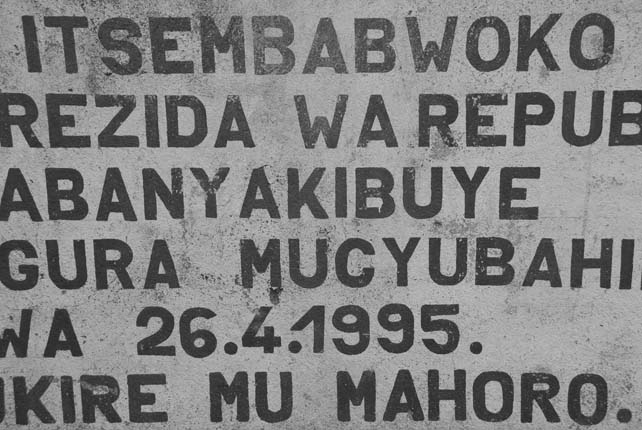 ITSEMBABWOKO
REZIDA WA REPUB
ABANYAKIBUYE
GURA MUCYUBAHI
WA 26.4.1995.
UKIRE MU MAHORO.